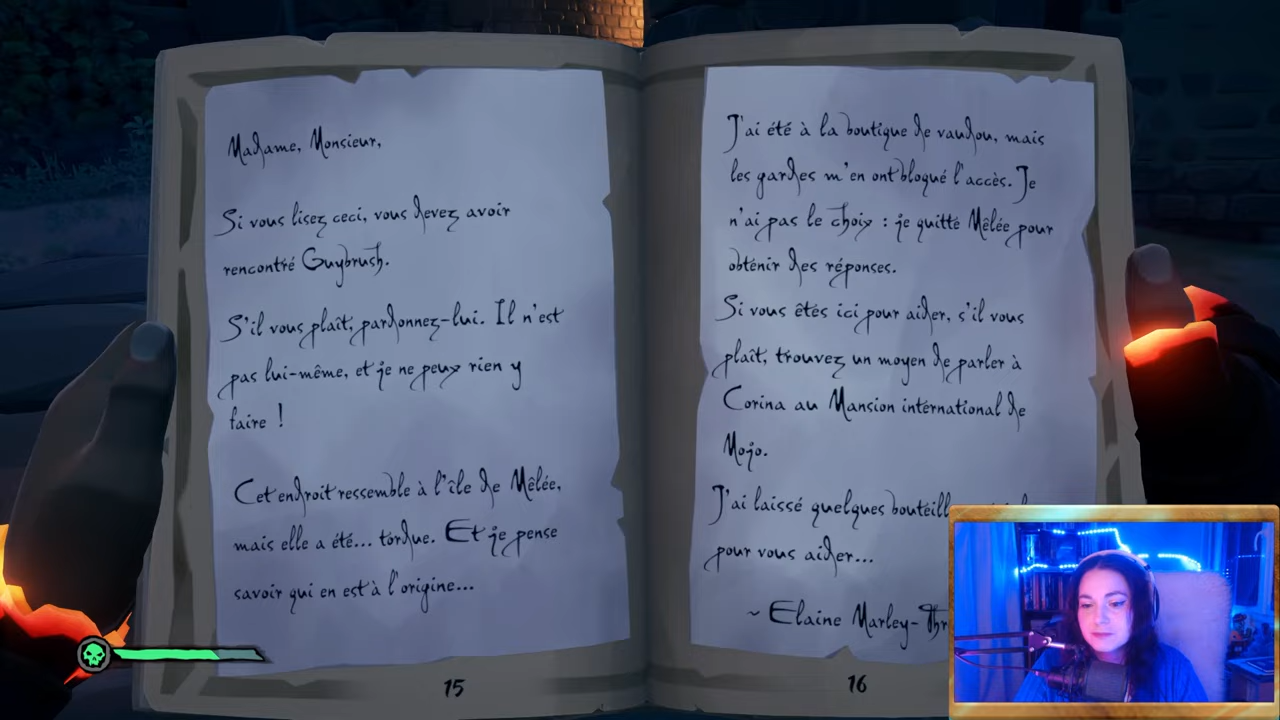 Madame, Monsieur,
Si vous lisez ceci, vous devez avoir
rencontré Guybrush.
S'il vous plaît, pardonnez-lui. Il n'est
pas lui-même, et je ne peux rien y
faire !
Cet endroit ressemble à l'île de Mêlée,
mais elle a été... tordue. Et je pense
savoir qui en est à l'origine...
15
J'ai été à la boutique de vaudou, mais
les gardes m'en ont bloqué l'accès. Je
n'ai pas le choix : je quitte Mêlée pour
obtenir des réponses.
Si vous êtes ici pour aider, s'il vous
plaît, trouvez un moyen de parler à
Corina au Mansion international de
Mojo.
J'ai laissé quelques
pour vous aider...
~ Elaine Marley-
16